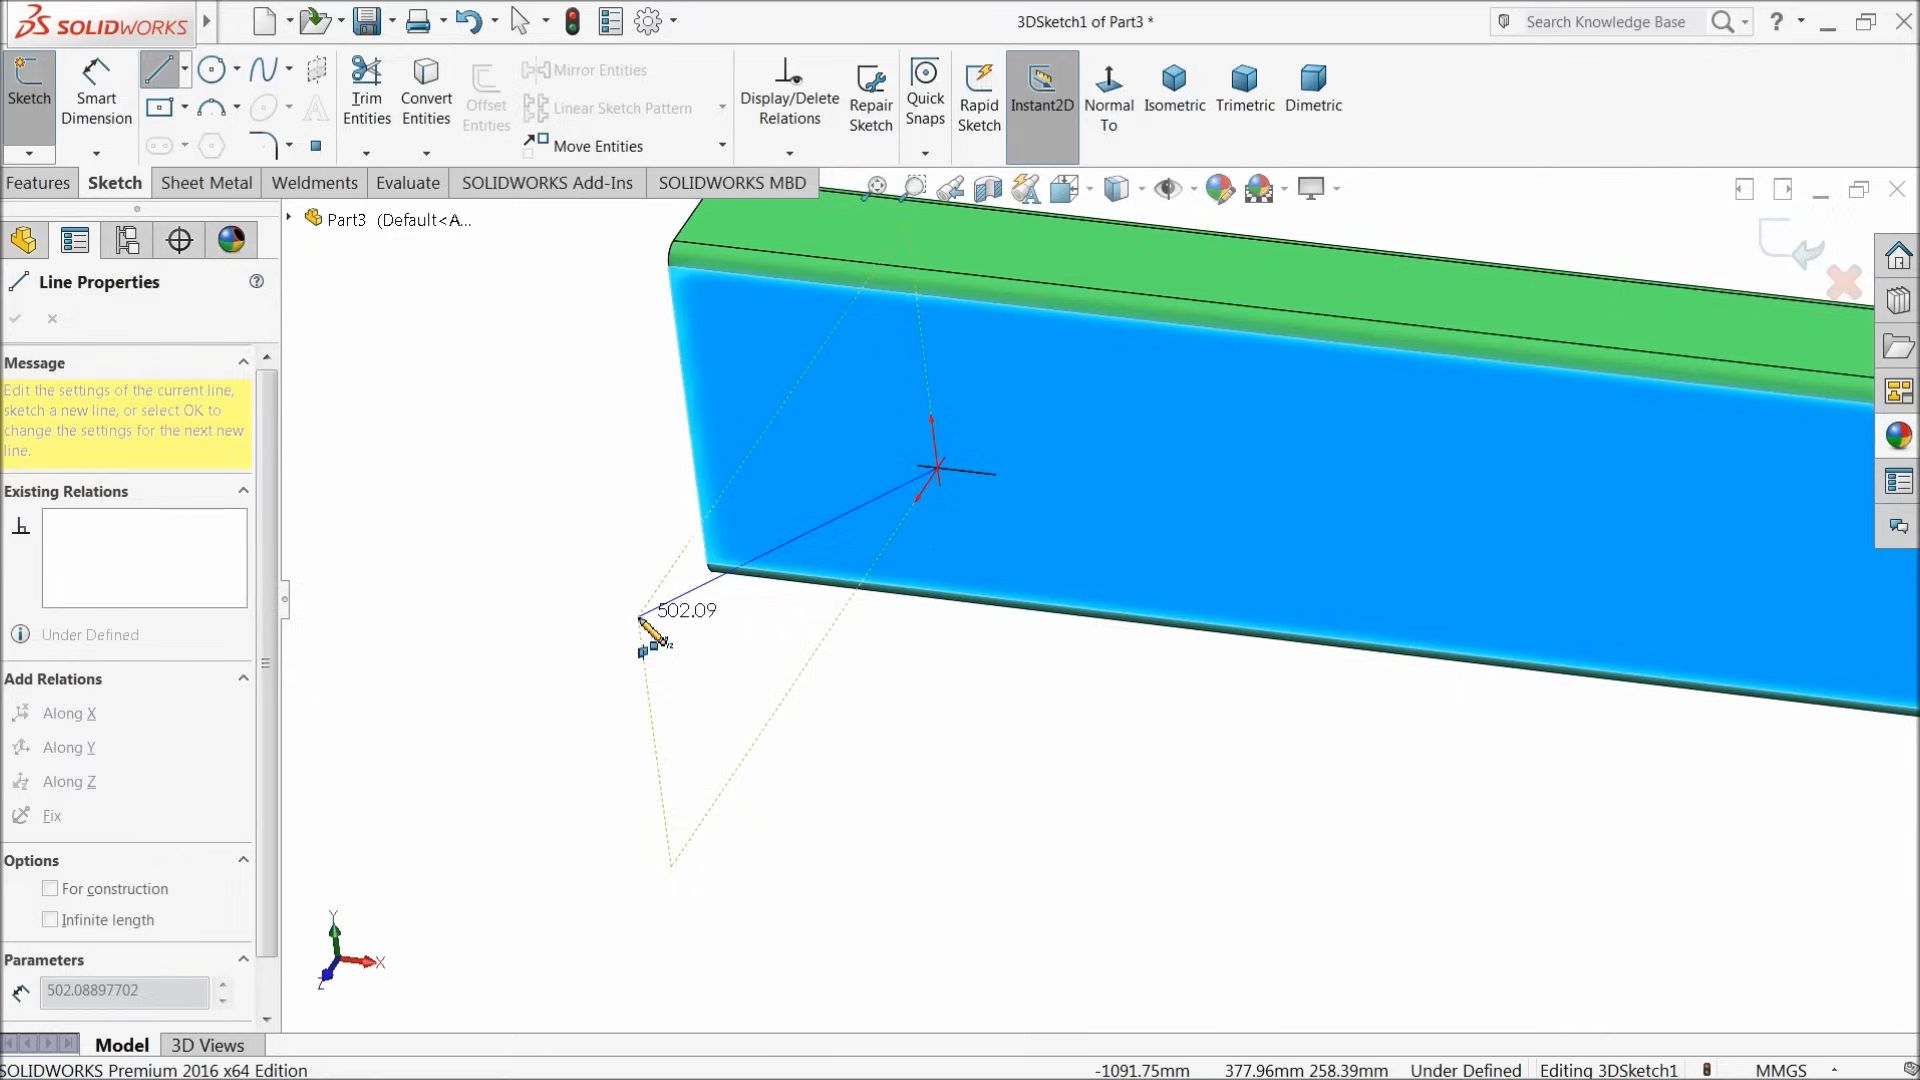 SOLIDWORKS
3DSketch1 of Part3 *
Search Knowledge Base
?
Sketch
Smart
Dimension
Trim
Entities
Convert
Entities
Offset
Entities
Mirror Entities
Linear Sketch Pattern
Move Entities
Display/Delete
Relations
Repair
Sketch
Quick
Snaps
Rapid
Sketch
Instant2D
Normal
To
Isometric
Trimetric
Dimetric
Features
Sketch
Sheet Metal
Weldments
Evaluate
SOLIDWORKS Add-Ins
SOLIDWORKS MBD
Part3 (Default<A...
Line Properties
Message
Edit the settings of the current line,
sketch a new line, or select OK to
change the settings for the next new
line.
Existing Relations
Under Defined
Add Relations
Along X
Along Y
Along Z
Fix
Options
For construction
Infinite length
Parameters
502.08897702
502.09
Y
X
Z
Model
3D Views
SOLIDWORKS Premium 2016 x64 Edition
-1091.75mm
377.96mm 258.39mm
Under Defined
Editing 3DSketch1
MMGS